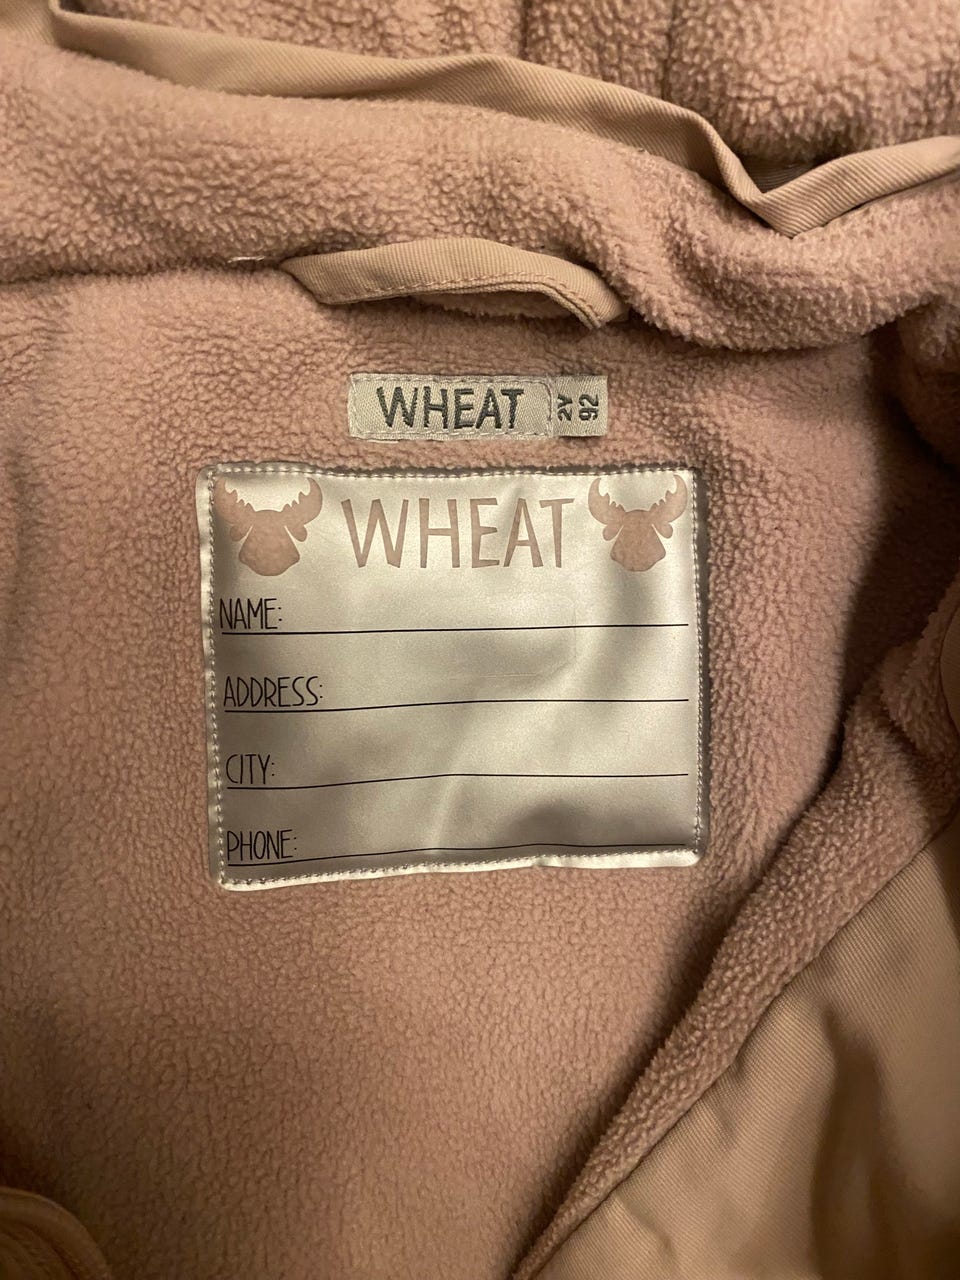 WHEAT
2Y
92
WHEAT
NAME:
ADDRESS:
CITY:
PHONE: